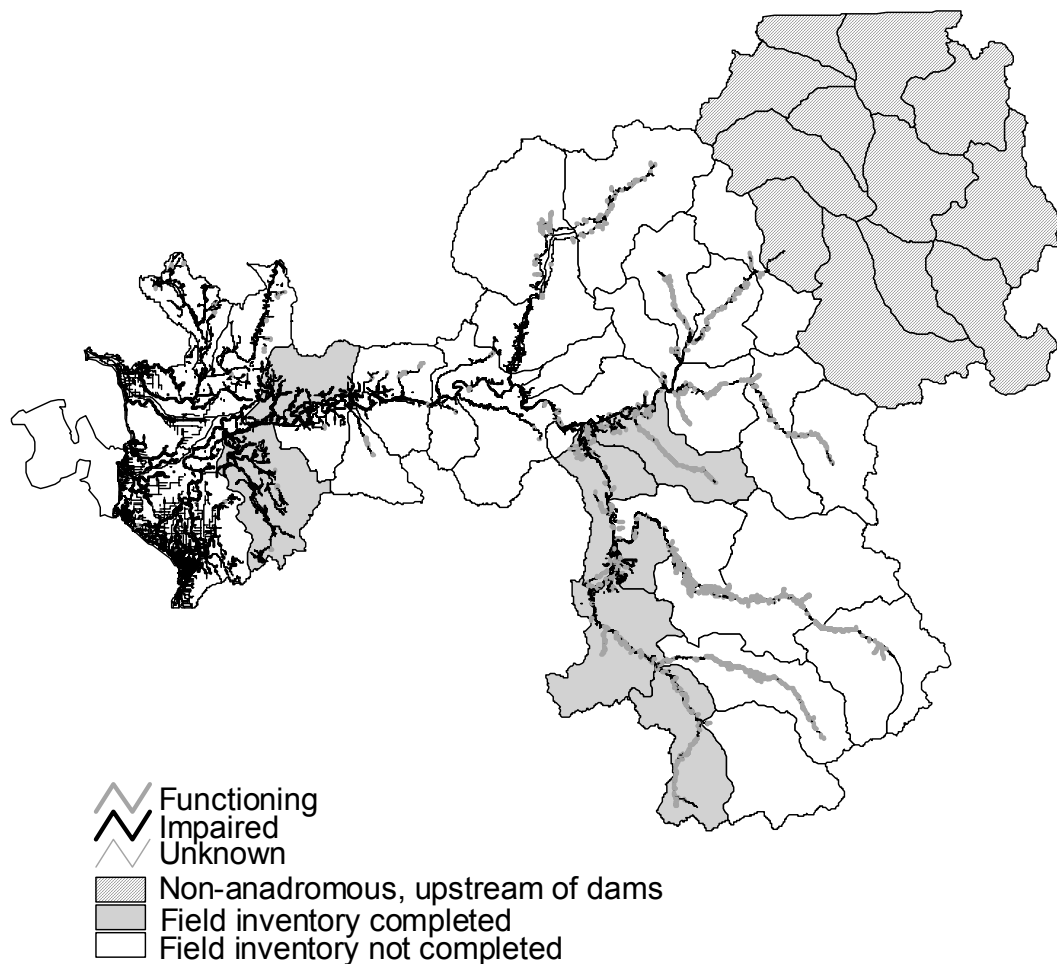 Functioning
Impaired
Unknown
Non-anadromous, upstream of dams
Field inventory completed
Field inventory not completed